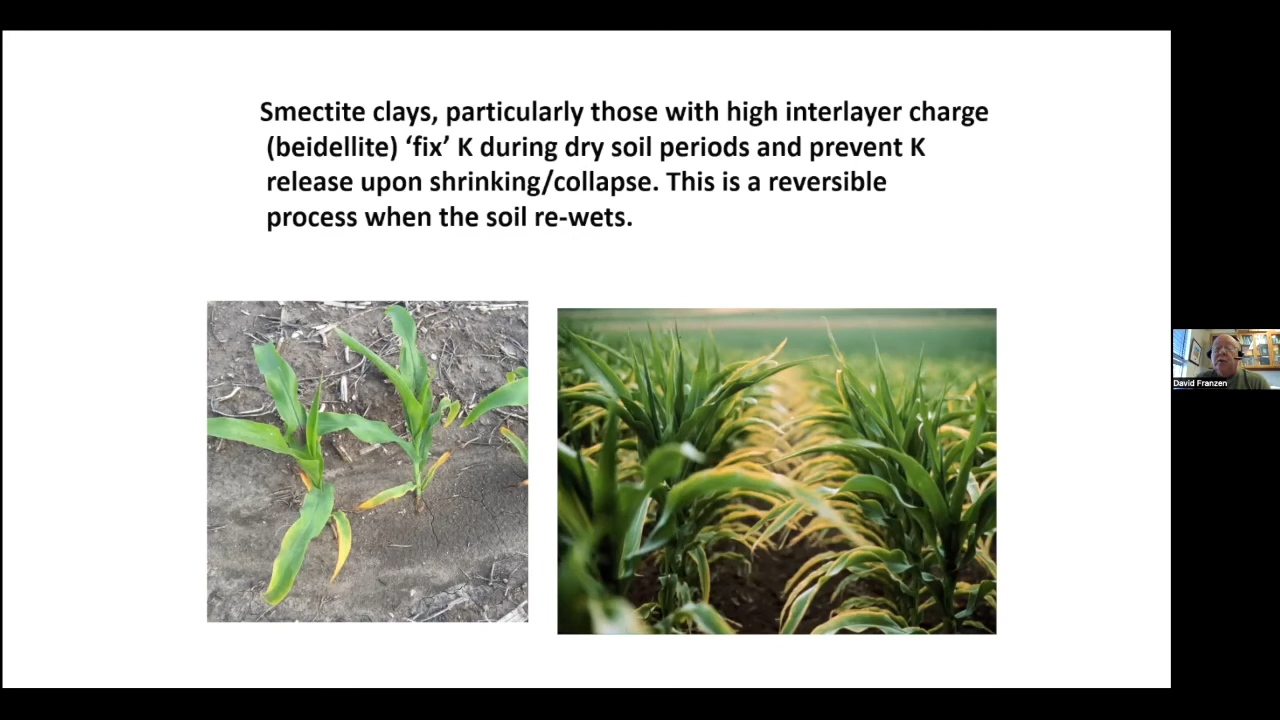 Smectite clays, particularly those with high interlayer charge
(beidellite) ‘fix’ K during dry soil periods and prevent K
release upon shrinking/collapse. This is a reversible
process when the soil re-wets.
David Franzen